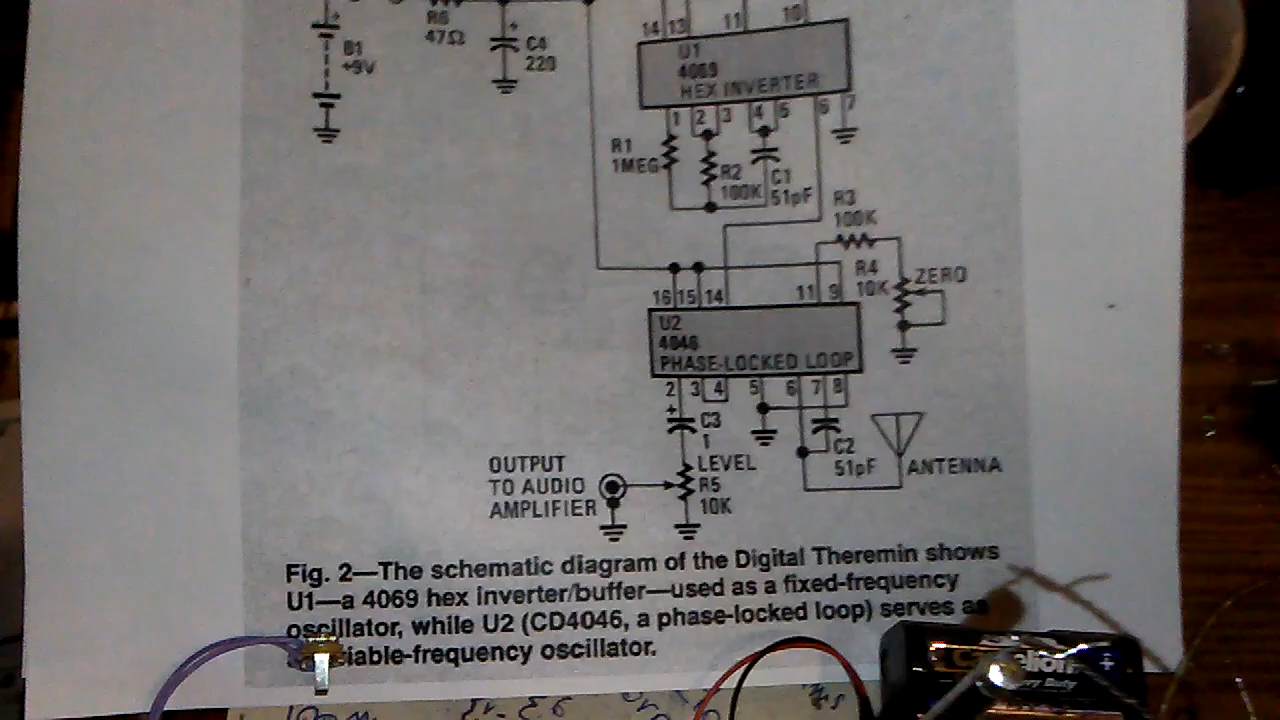 R6
47Ω
C4
220
B1
+9V
14 13 11 10
U1
4069
HEX INVERTER
1 2 3 4 5 6 7
R1
1MEG
R2
100K
C1
51pF
R3
100K
R4
10K
ZERO
16 15 14 11 9
U2
4046
PHASE-LOCKED LOOP
2 3 4 5 6 7 8
+
C3
1
C2
51pF
ANTENNA
LEVEL
R5
10K
OUTPUT
TO AUDIO
AMPLIFIER
Fig. 2—The schematic diagram of the Digital Theremin shows
U1—a 4069 hex inverter/buffer—used as a fixed-frequency
oscillator, while U2 (CD4046, a phase-locked loop) serves as
iable-frequency oscillator.
+
Duty